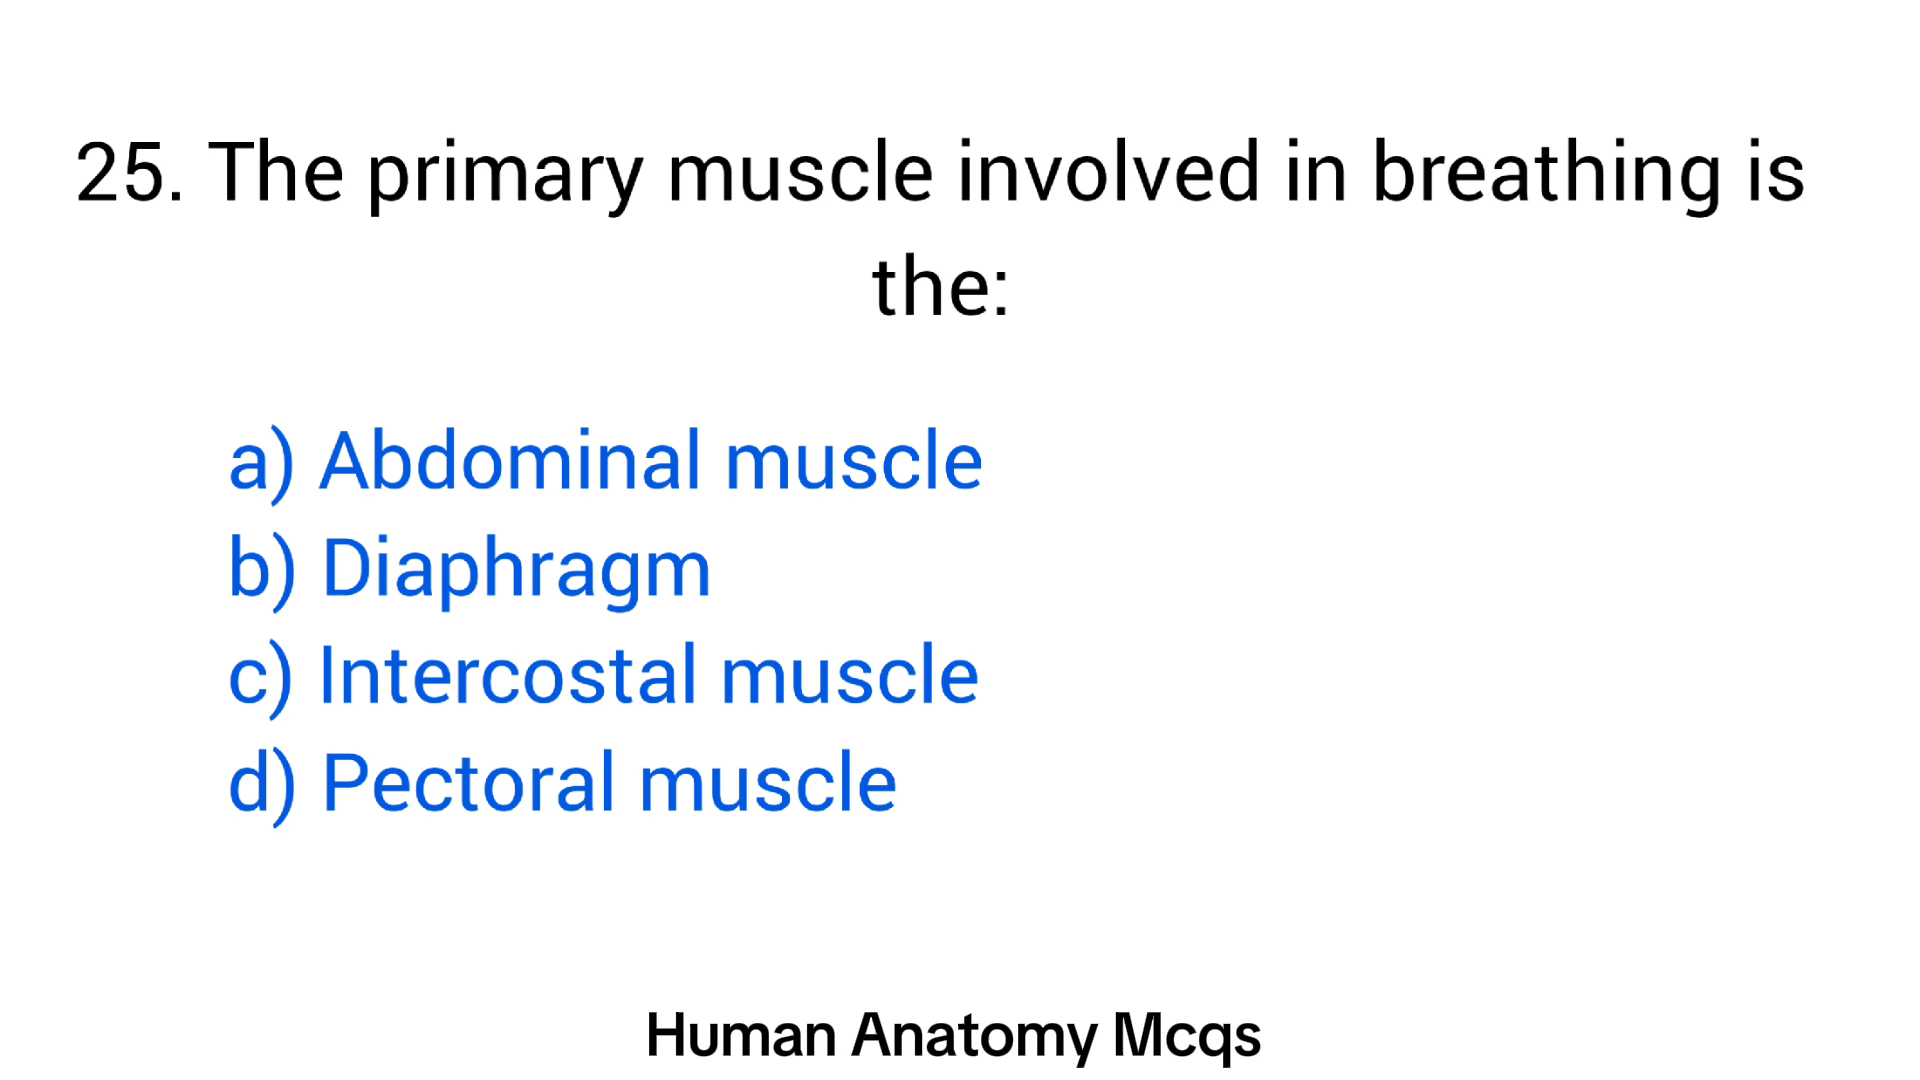 25. The primary muscle involved in breathing is
the:
a) Abdominal muscle
b) Diaphragm
c) Intercostal muscle
d) Pectoral muscle
Human Anatomy Mcqs